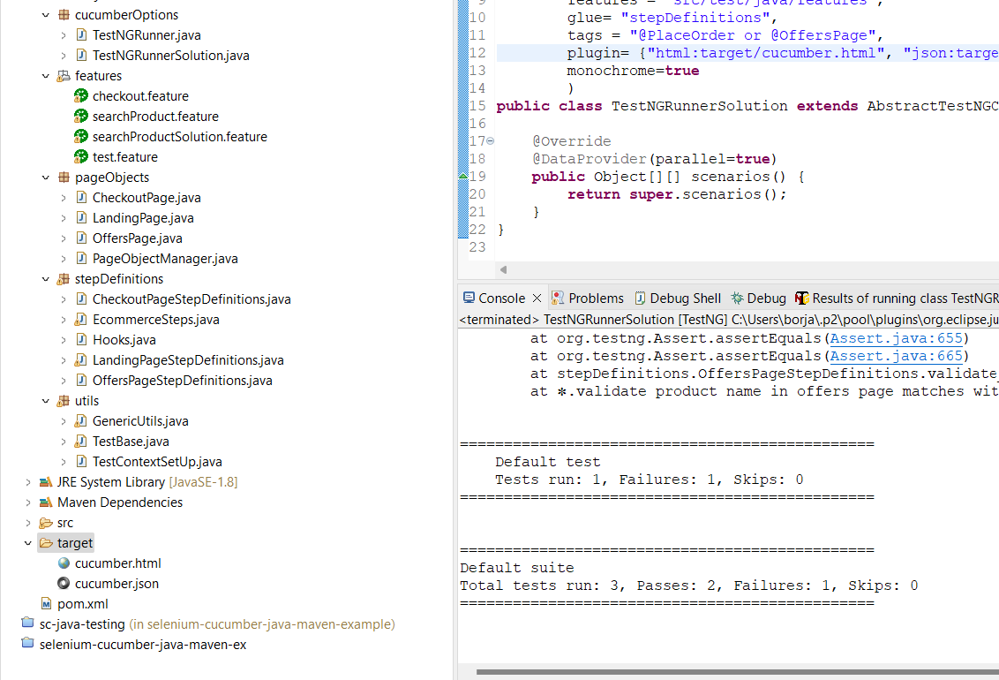 cucumberOptions
TestNGRunner.java
TestNGRunnerSolution.java
features
checkout.feature
searchProduct.feature
searchProductSolution.feature
test.feature
pageObjects
CheckoutPage.java
LandingPage.java
OffersPage.java
PageObjectManager.java
stepDefinitions
CheckoutPageStepDefinitions.java
EcommerceSteps.java
Hooks.java
LandingPageStepDefinitions.java
OffersPageStepDefinitions.java
utils
GenericUtils.java
TestBase.java
TestContextSetUp.java
JRE System Library [JavaSE-1.8]
Maven Dependencies
src
target
cucumber.html
cucumber.json
pom.xml
sc-java-testing (in selenium-cucumber-java-maven-example)
selenium-cucumber-java-maven-ex
9 features = "src/test/java/features",
10 glue= "stepDefinitions",
11 tags = "@PlaceOrder or @OffersPage",
12 plugin= {"html:target/cucumber.html", "json:targe
13 monochrome=true
14 )
15 public class TestNGRunnerSolution extends AbstractTestNGC
16
17 @Override
18 @DataProvider(parallel=true)
19 public Object[][] scenarios() {
20 return super.scenarios();
21 }
22 }
23
Console Problems Debug Shell Debug Results of running class TestNGR
<terminated> TestNGRunnerSolution [TestNG] C:\Users\borja\.p2\pool\plugins\org.eclipse.ju
at org.testng.Assert.assertEquals(Assert.java:655)
at org.testng.Assert.assertEquals(Assert.java:665)
at stepDefinitions.OffersPageStepDefinitions.validate_
at *.validate product name in offers page matches wit
===============================================
Default test
Tests run: 1, Failures: 1, Skips: 0
===============================================
===============================================
Default suite
Total tests run: 3, Passes: 2, Failures: 1, Skips: 0
===============================================